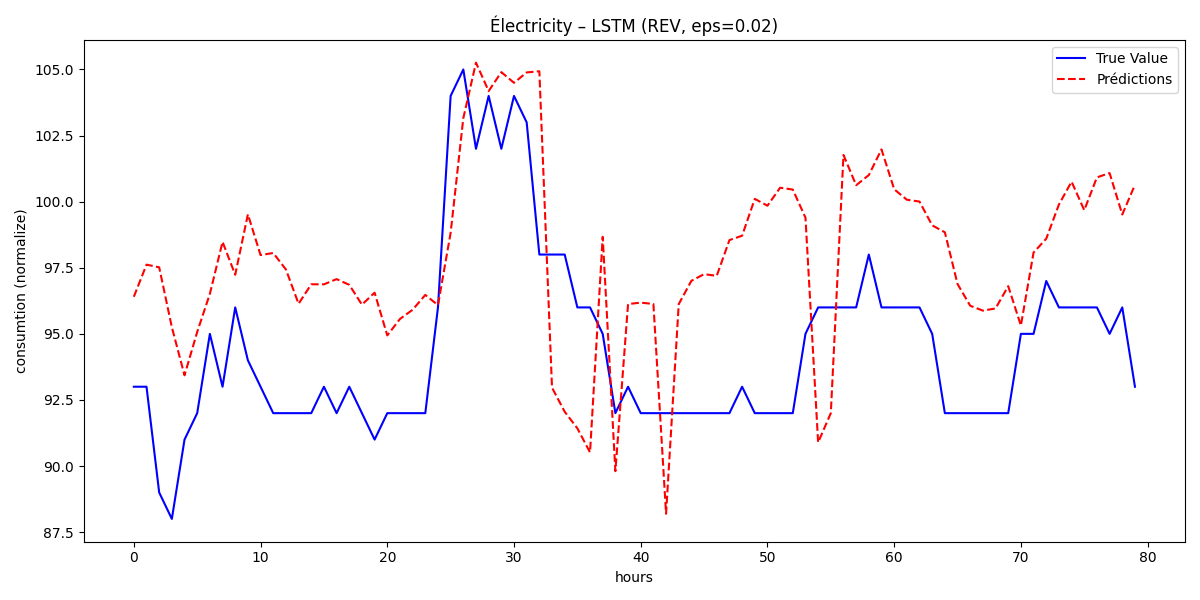 Électricity – LSTM (REV, eps=0.02)
True Value
Prédictions
consumtion (normalize)
105.0
102.5
100.0
97.5
95.0
92.5
90.0
87.5
0 10 20 30 40 50 60 70 80
hours